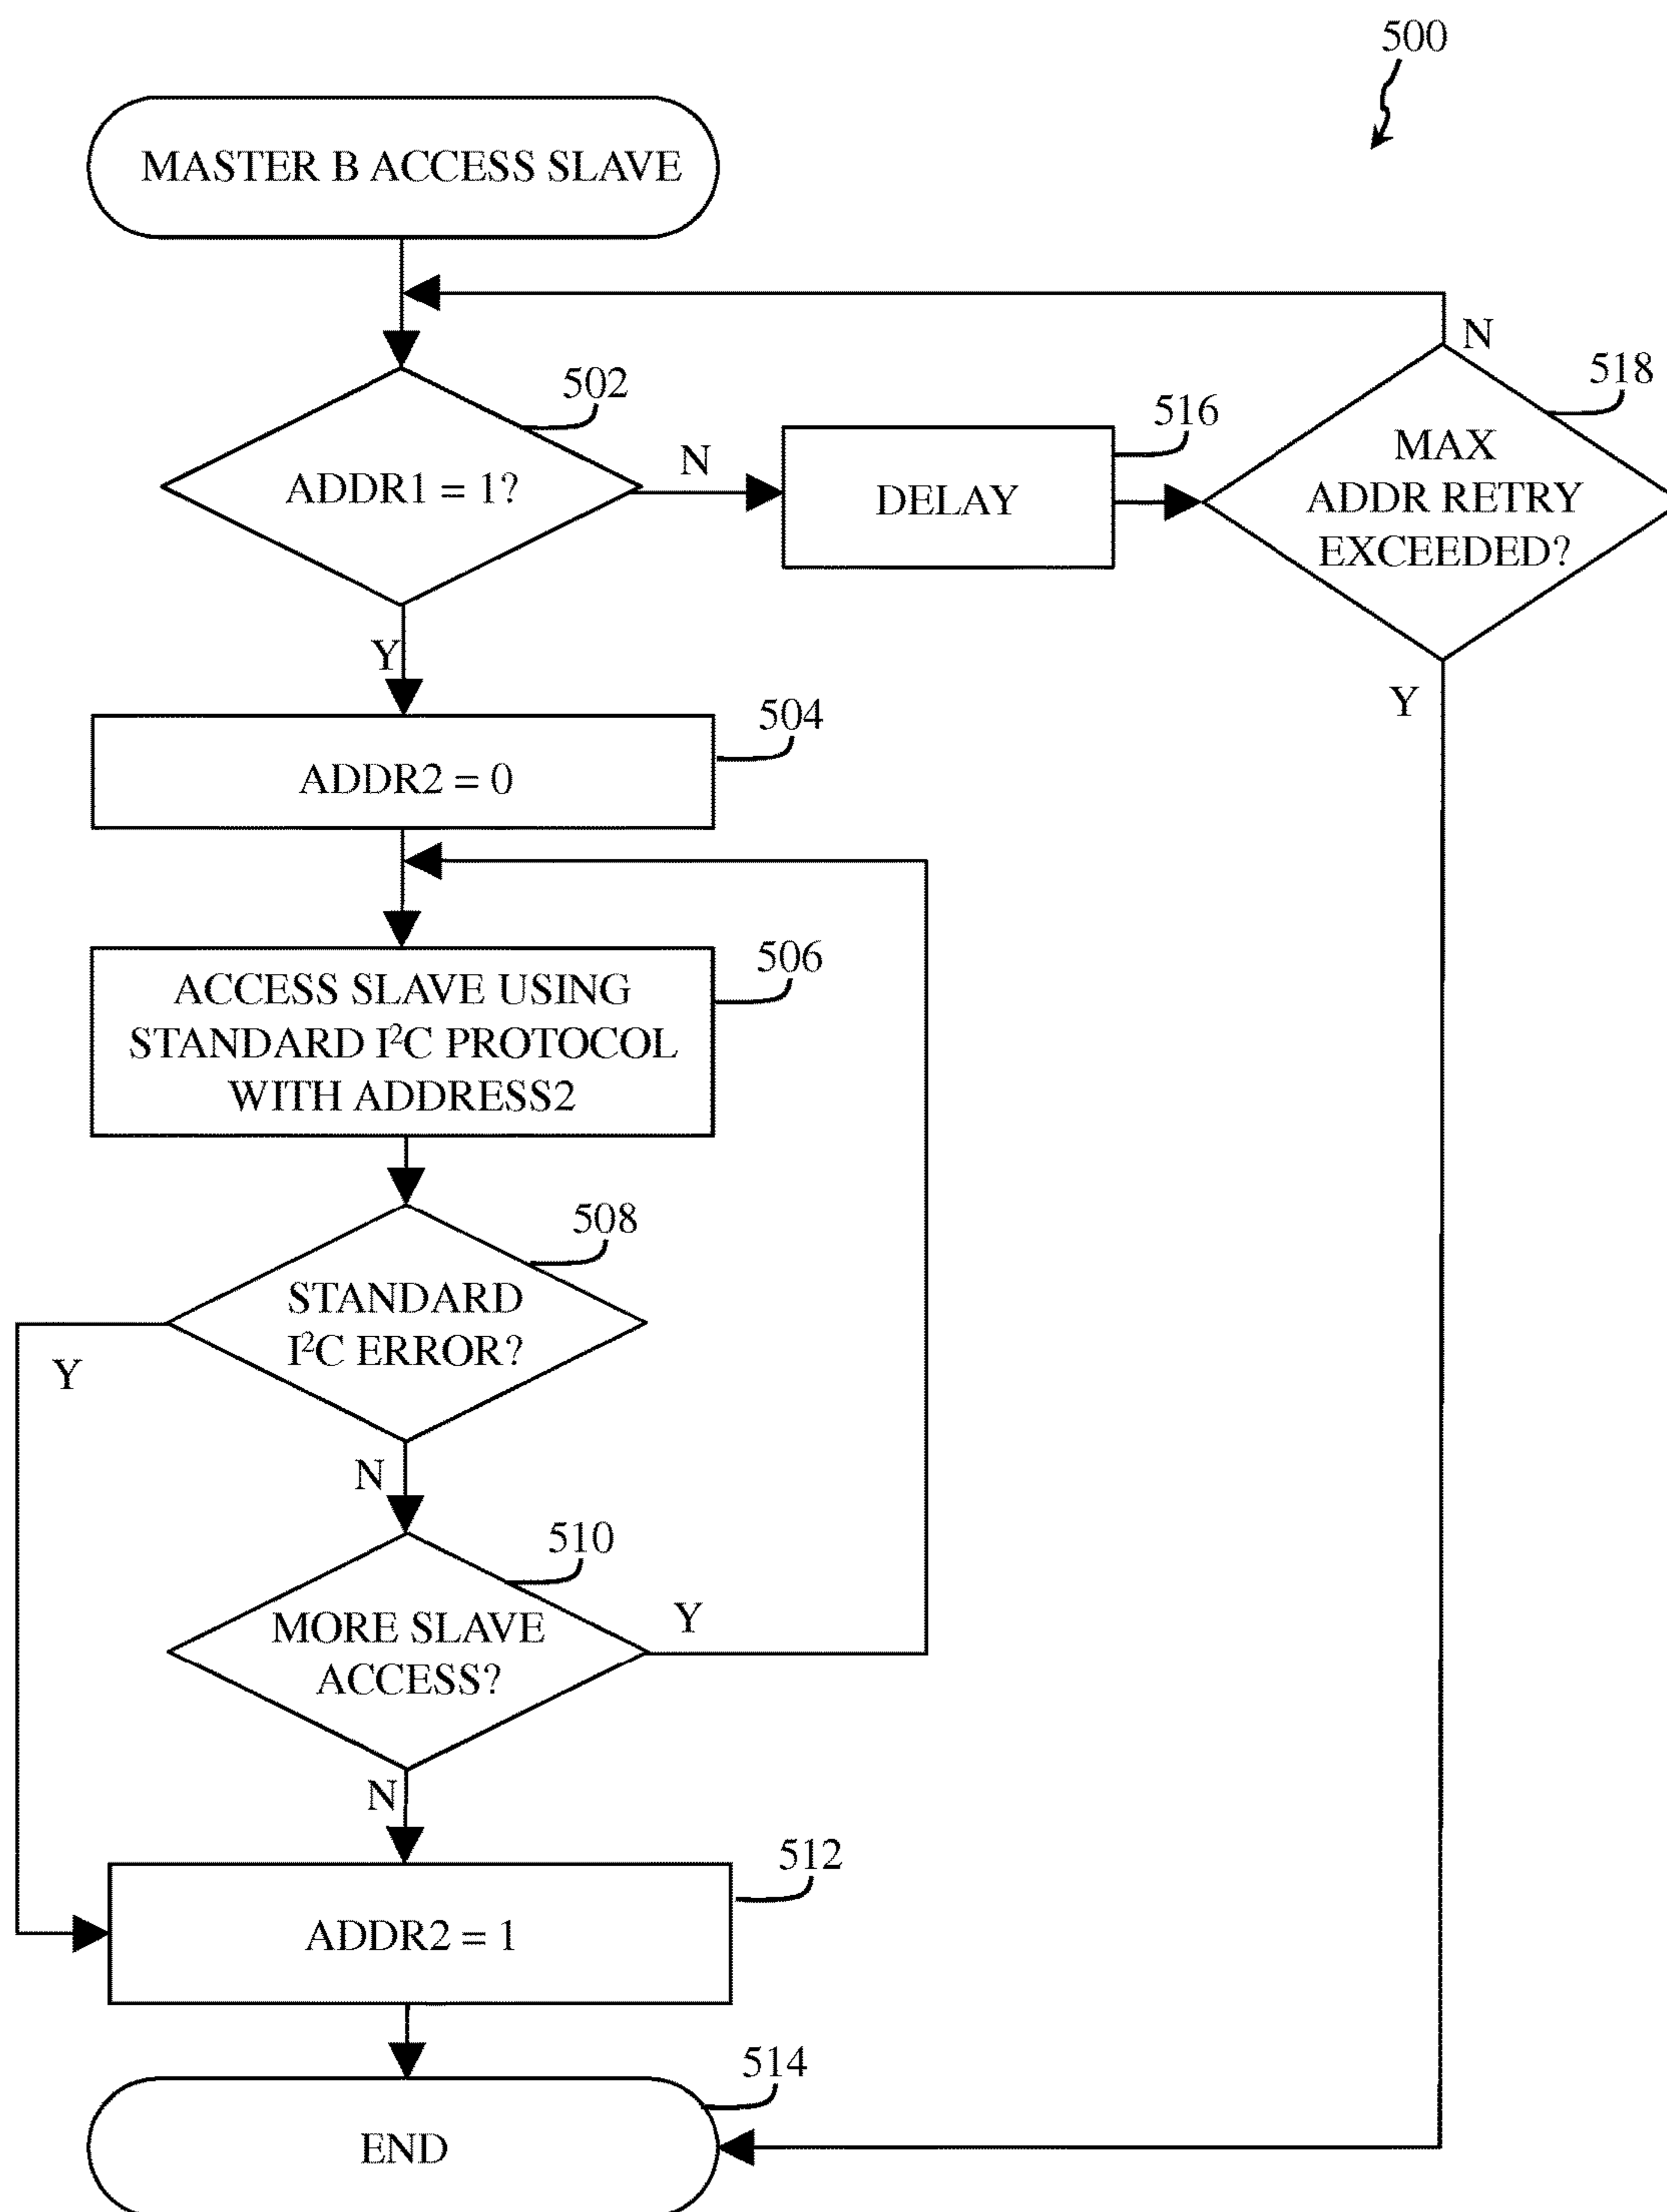 500
MASTER B ACCESS SLAVE
N
502
518
516
ADDR1 = 1?
N
DELAY
MAX
ADDR RETRY
EXCEEDED?
Y
Y
504
ADDR2 = 0
506
ACCESS SLAVE USING
STANDARD I²C PROTOCOL
WITH ADDRESS2
508
STANDARD
I²C ERROR?
Y
N
510
MORE SLAVE
ACCESS?
Y
N
512
ADDR2 = 1
514
END